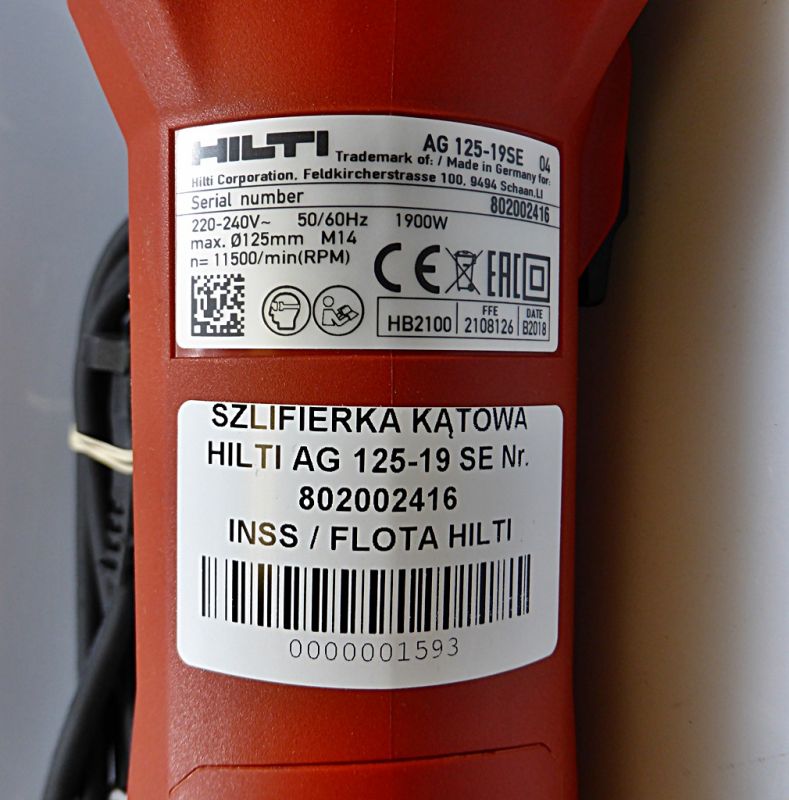 HILTI AG 125-19SE 04
Trademark of: / Made in Germany for:
Hilti Corporation, Feldkircherstrasse 100, 9494 Schaan,LI
Serial number 802002416
220-240V~ 50/60Hz 1900W
max. Ø125mm M14
n= 11500/min(RPM)
CE EAC
HB2100 FFE 2108126 DATE B2018
SZLIFIERKA KĄTOWA
HILTI AG 125-19 SE Nr.
802002416
INSS / FLOTA HILTI
0000001593